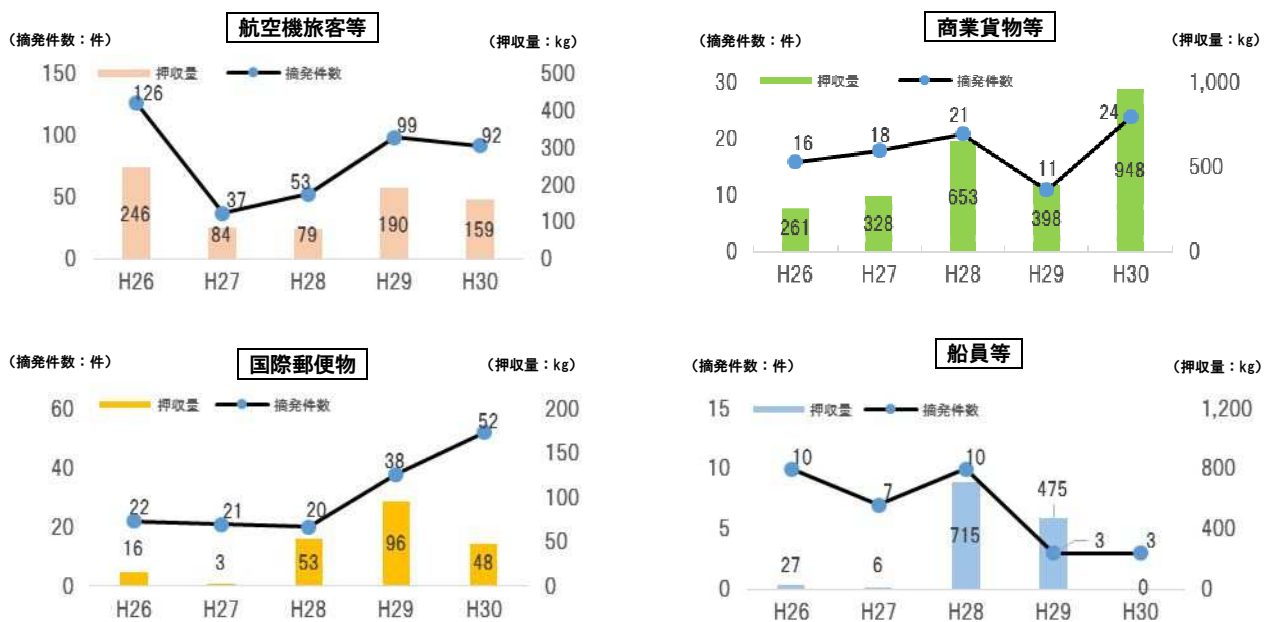 航空機旅客等
（摘発件数：件）
（押収量：kg）
押収量
摘発件数
150
100
50
0
500
400
300
200
100
0
126
37
53
99
92
246
84
79
190
159
H26
H27
H28
H29
H30
商業貨物等
（摘発件数：件）
（押収量：kg）
押収量
摘発件数
30
20
10
0
1,000
500
0
16
18
21
11
24
261
328
653
398
948
H26
H27
H28
H29
H30
国際郵便物
（摘発件数：件）
（押収量：kg）
押収量
摘発件数
60
40
20
0
200
150
100
50
0
22
21
20
38
52
16
3
53
96
48
H26
H27
H28
H29
H30
船員等
（摘発件数：件）
（押収量：kg）
押収量
摘発件数
15
10
5
0
1,200
800
400
0
10
7
10
3
3
27
6
715
475
0
H26
H27
H28
H29
H30